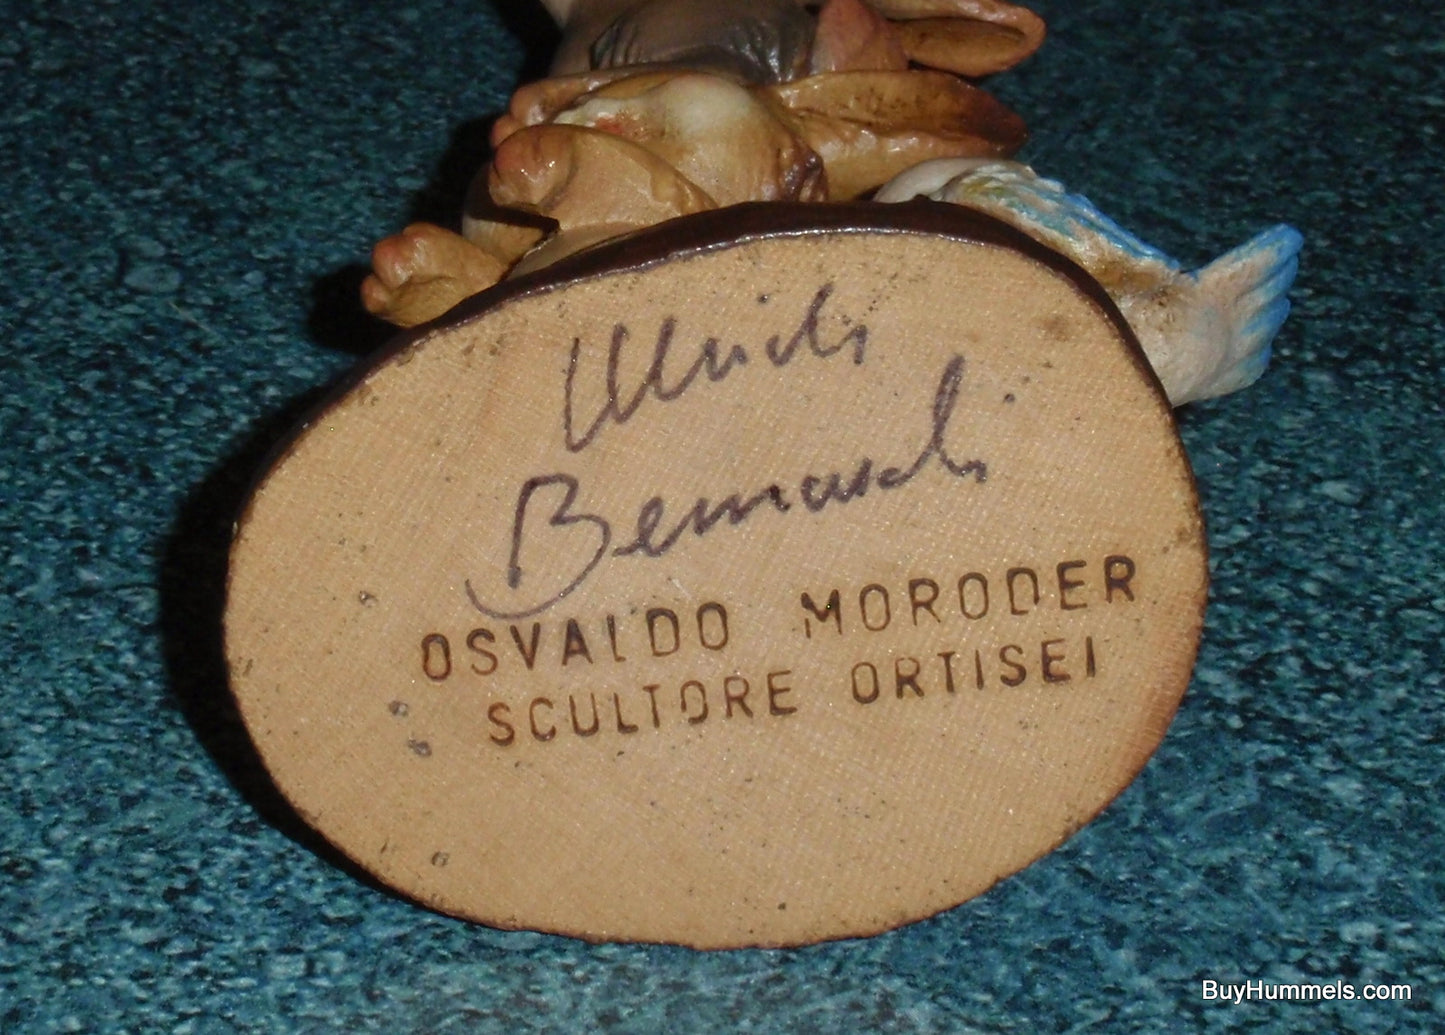 Ulrich
Bernardi
OSVALDO MORODER
SCULTORE ORTISEI
BuyHummels.com